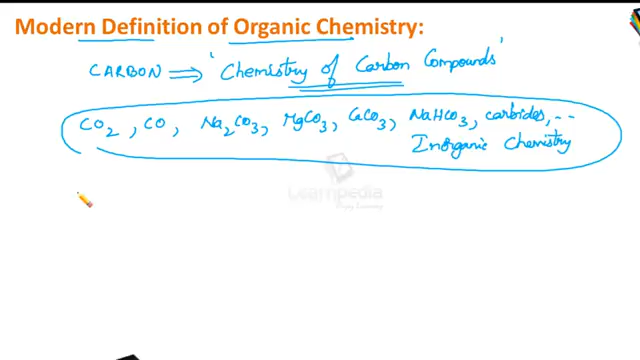 Modern Definition of Organic Chemistry:
CARBON ⟹ 'Chemistry of Carbon Compounds'
CO2, CO, Na2CO3, MgCO3, CaCO3, NaHCO3, carbides, ...
Inorganic Chemistry
Learnpedia